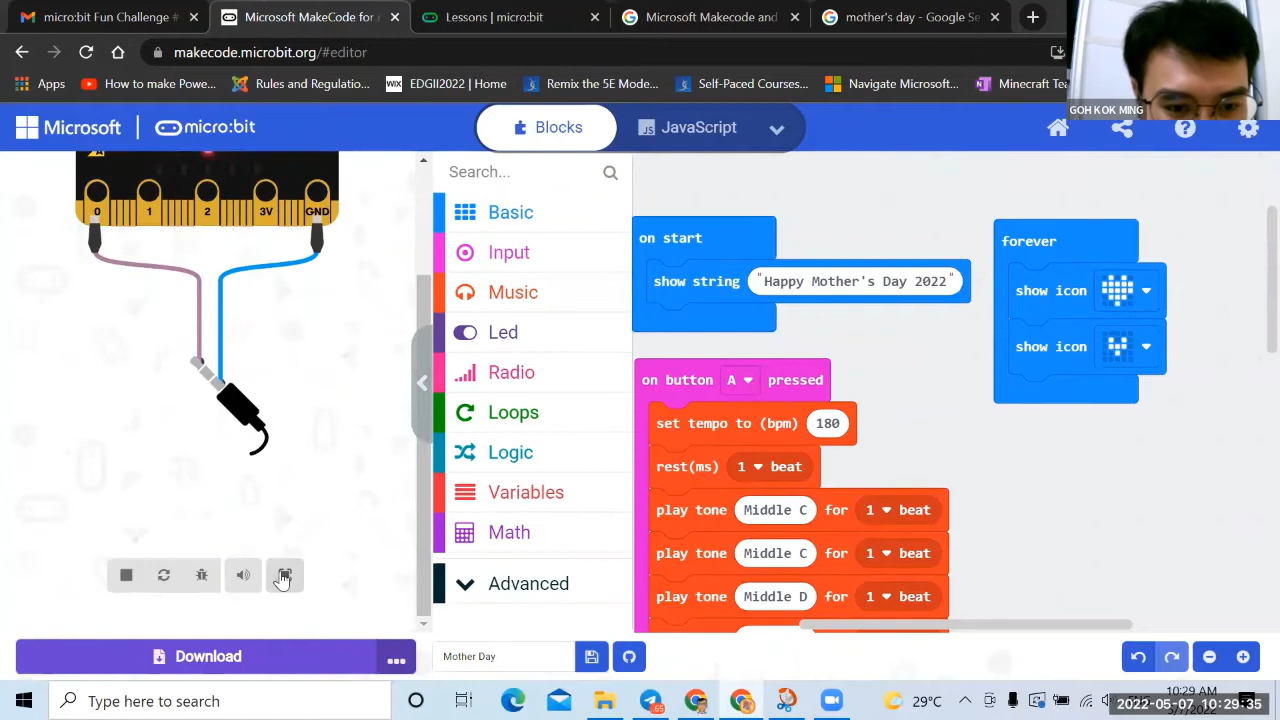 micro:bit Fun Challenge #
Microsoft MakeCode for
Lessons | micro:bit
Microsoft Makecode and
mother's day - Google Se
makecode.microbit.org/#editor
Apps
How to make Power...
Rules and Regulatio...
WIX
EDGII2022 | Home
Remix the 5E Mode...
Self-Paced Courses...
Navigate Microsoft...
Minecraft Te
GOH KOK MING
Microsoft
micro:bit
Blocks
JS
JavaScript
0
1
2
3V
GND
Search...
Basic
Input
Music
Led
Radio
Loops
Logic
Variables
Math
Advanced
on start
show string "Happy Mother's Day 2022"
forever
show icon
show icon
on button A pressed
set tempo to (bpm) 180
rest(ms) 1 beat
play tone Middle C for 1 beat
play tone Middle C for 1 beat
play tone Middle D for 1 beat
Download
...
Mother Day
Type here to search
.65
29°C
10:29 AM
2022-05-07 10:29:35